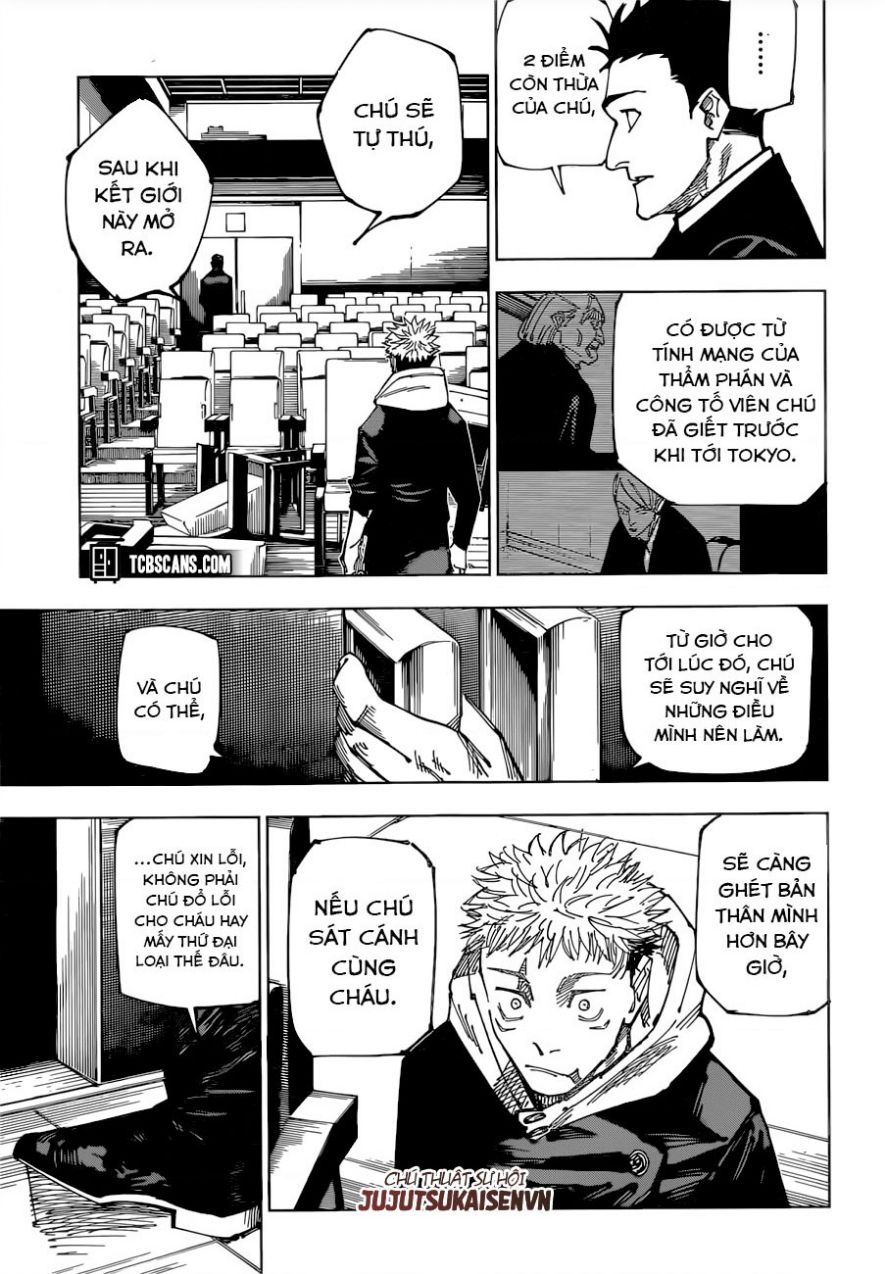 ......
2 ĐIỂM
CÒN THỪA
CỦA CHÚ,
CÓ ĐƯỢC TỪ
TÍNH MẠNG CỦA
THẨM PHÁN VÀ
CÔNG TỐ VIÊN CHÚ
ĐÃ GIẾT TRƯỚC
KHI TỚI TOKYO.
CHÚ SẼ
TỰ THÚ,
SAU KHI
KẾT GIỚI
NÀY MỞ
RA.
TCBSCANS.COM
TỪ GIỜ CHO
TỚI LÚC ĐÓ, CHÚ
SẼ SUY NGHĨ VỀ
NHỮNG ĐIỀU
MÌNH NÊN LÀM.
VÀ CHÚ
CÓ THỂ,
SẼ CÀNG
GHÉT BẢN
THÂN MÌNH
HƠN BÂY
GIỜ,
NẾU CHÚ
SÁT CÁNH
CÙNG
CHÁU.
...CHÚ XIN LỖI,
KHÔNG PHẢI
CHÚ ĐỔ LỖI
CHO CHÁU HAY
MẤY THỨ ĐẠI
LOẠI THẾ ĐÂU.
CHÚ THUẬT SƯ HỒI
JUJUTSUKAISENVN